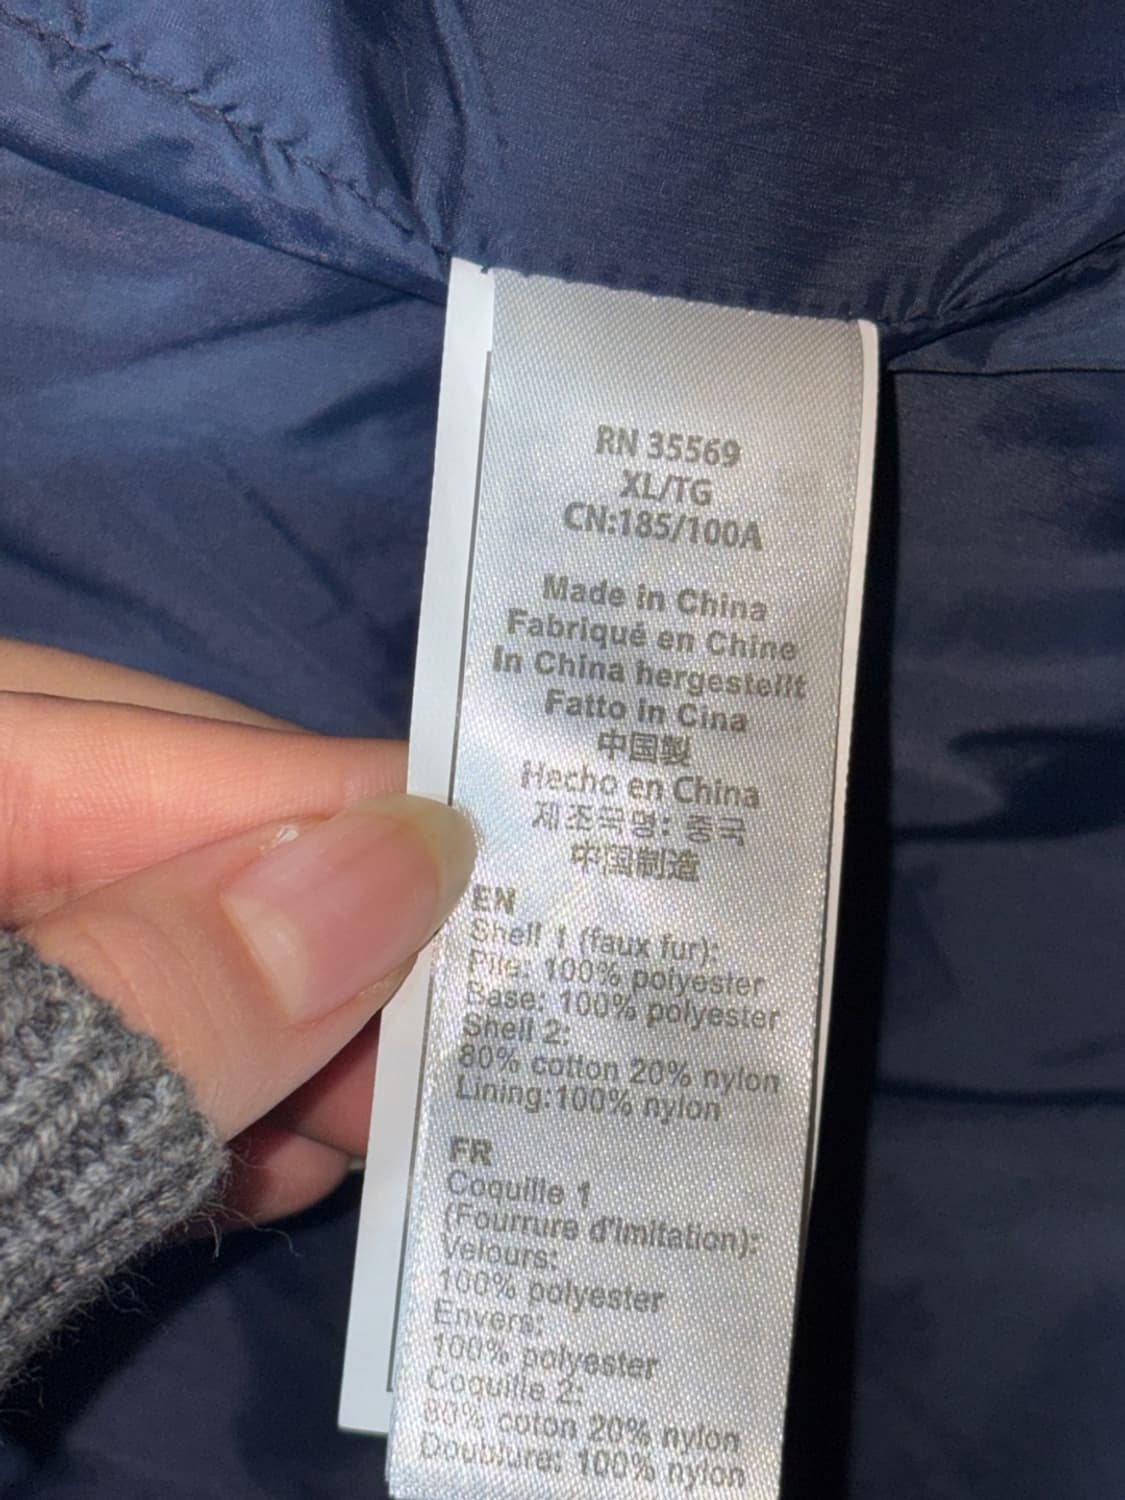 RN 35569
XL/TG
CN:185/100A
Made in China
Fabriqué en Chine
In China hergestellt
Fatto in Cina
中国製
Hecho en China
제조국명: 중국
中国制造
EN
Shell 1 (faux fur):
Pile: 100% polyester
Base: 100% polyester
Shell 2:
80% cotton 20% nylon
Lining:100% nylon
FR
Coquille 1
(Fourrure d'imitation):
Velours:
100% polyester
Envers:
100% polyester
Coquille 2:
80% coton 20% nylon
Doublure: 100% nylon